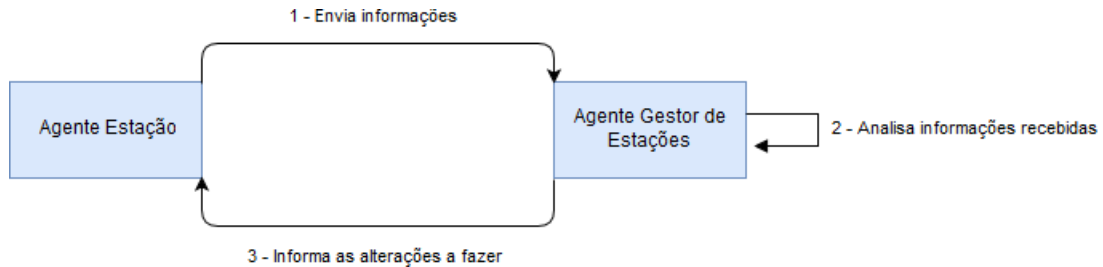 1 - Envia informações
Agente Estação
Agente Gestor de
Estações
2 - Analisa informações recebidas
3 - Informa as alterações a fazer